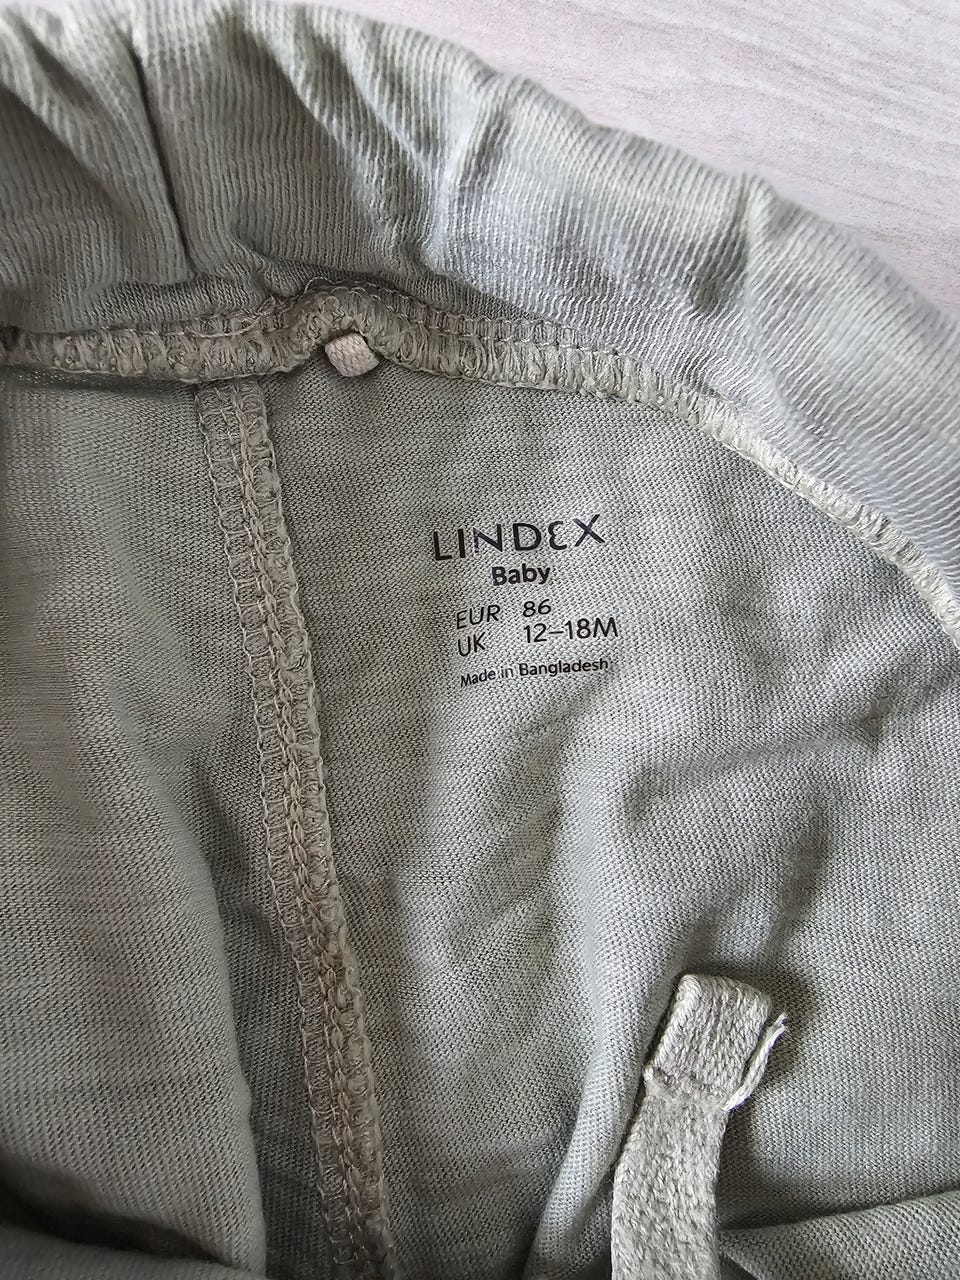 LINDEX
Baby
EUR 86
UK 12–18M
Made in Bangladesh